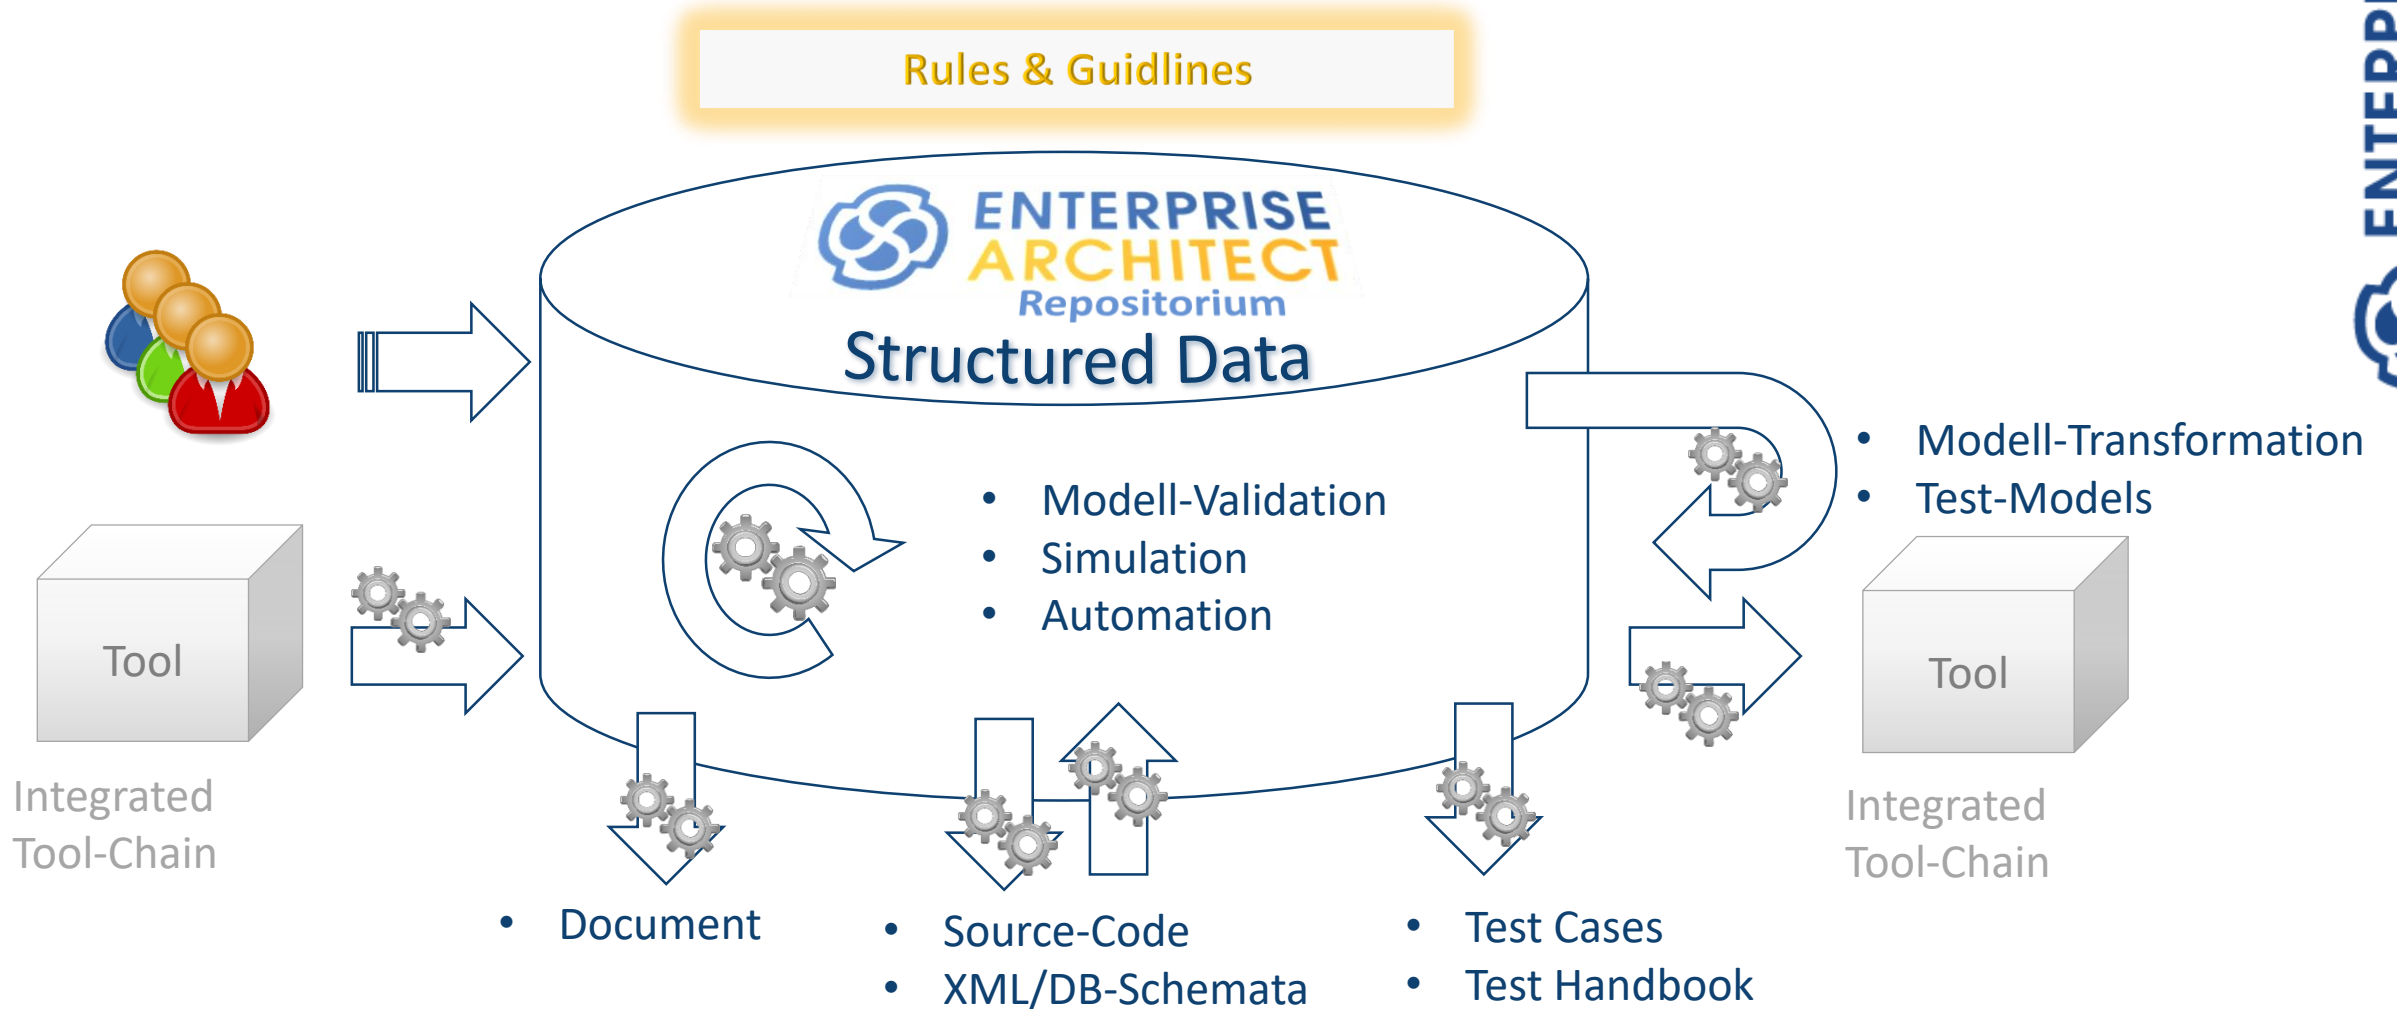 Rules & Guidlines
ENTERPRISE
ARCHITECT
Repositorium
Structured Data
• Modell-Transformation
• Test-Models
• Modell-Validation
• Simulation
• Automation
Tool
Integrated
Tool-Chain
Tool
Integrated
Tool-Chain
• Document
• Source-Code
• XML/DB-Schemata
• Test Cases
• Test Handbook